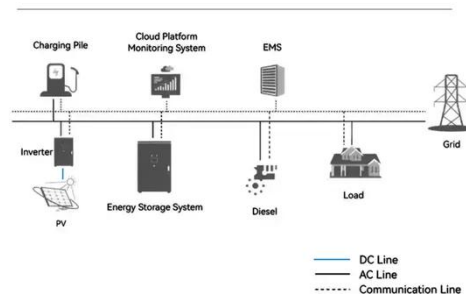 Charging Pile
Cloud Platform
Monitoring System
EMS
Grid
Inverter
PV
Energy Storage System
Diesel
Load
DC Line
AC Line
Communication Line